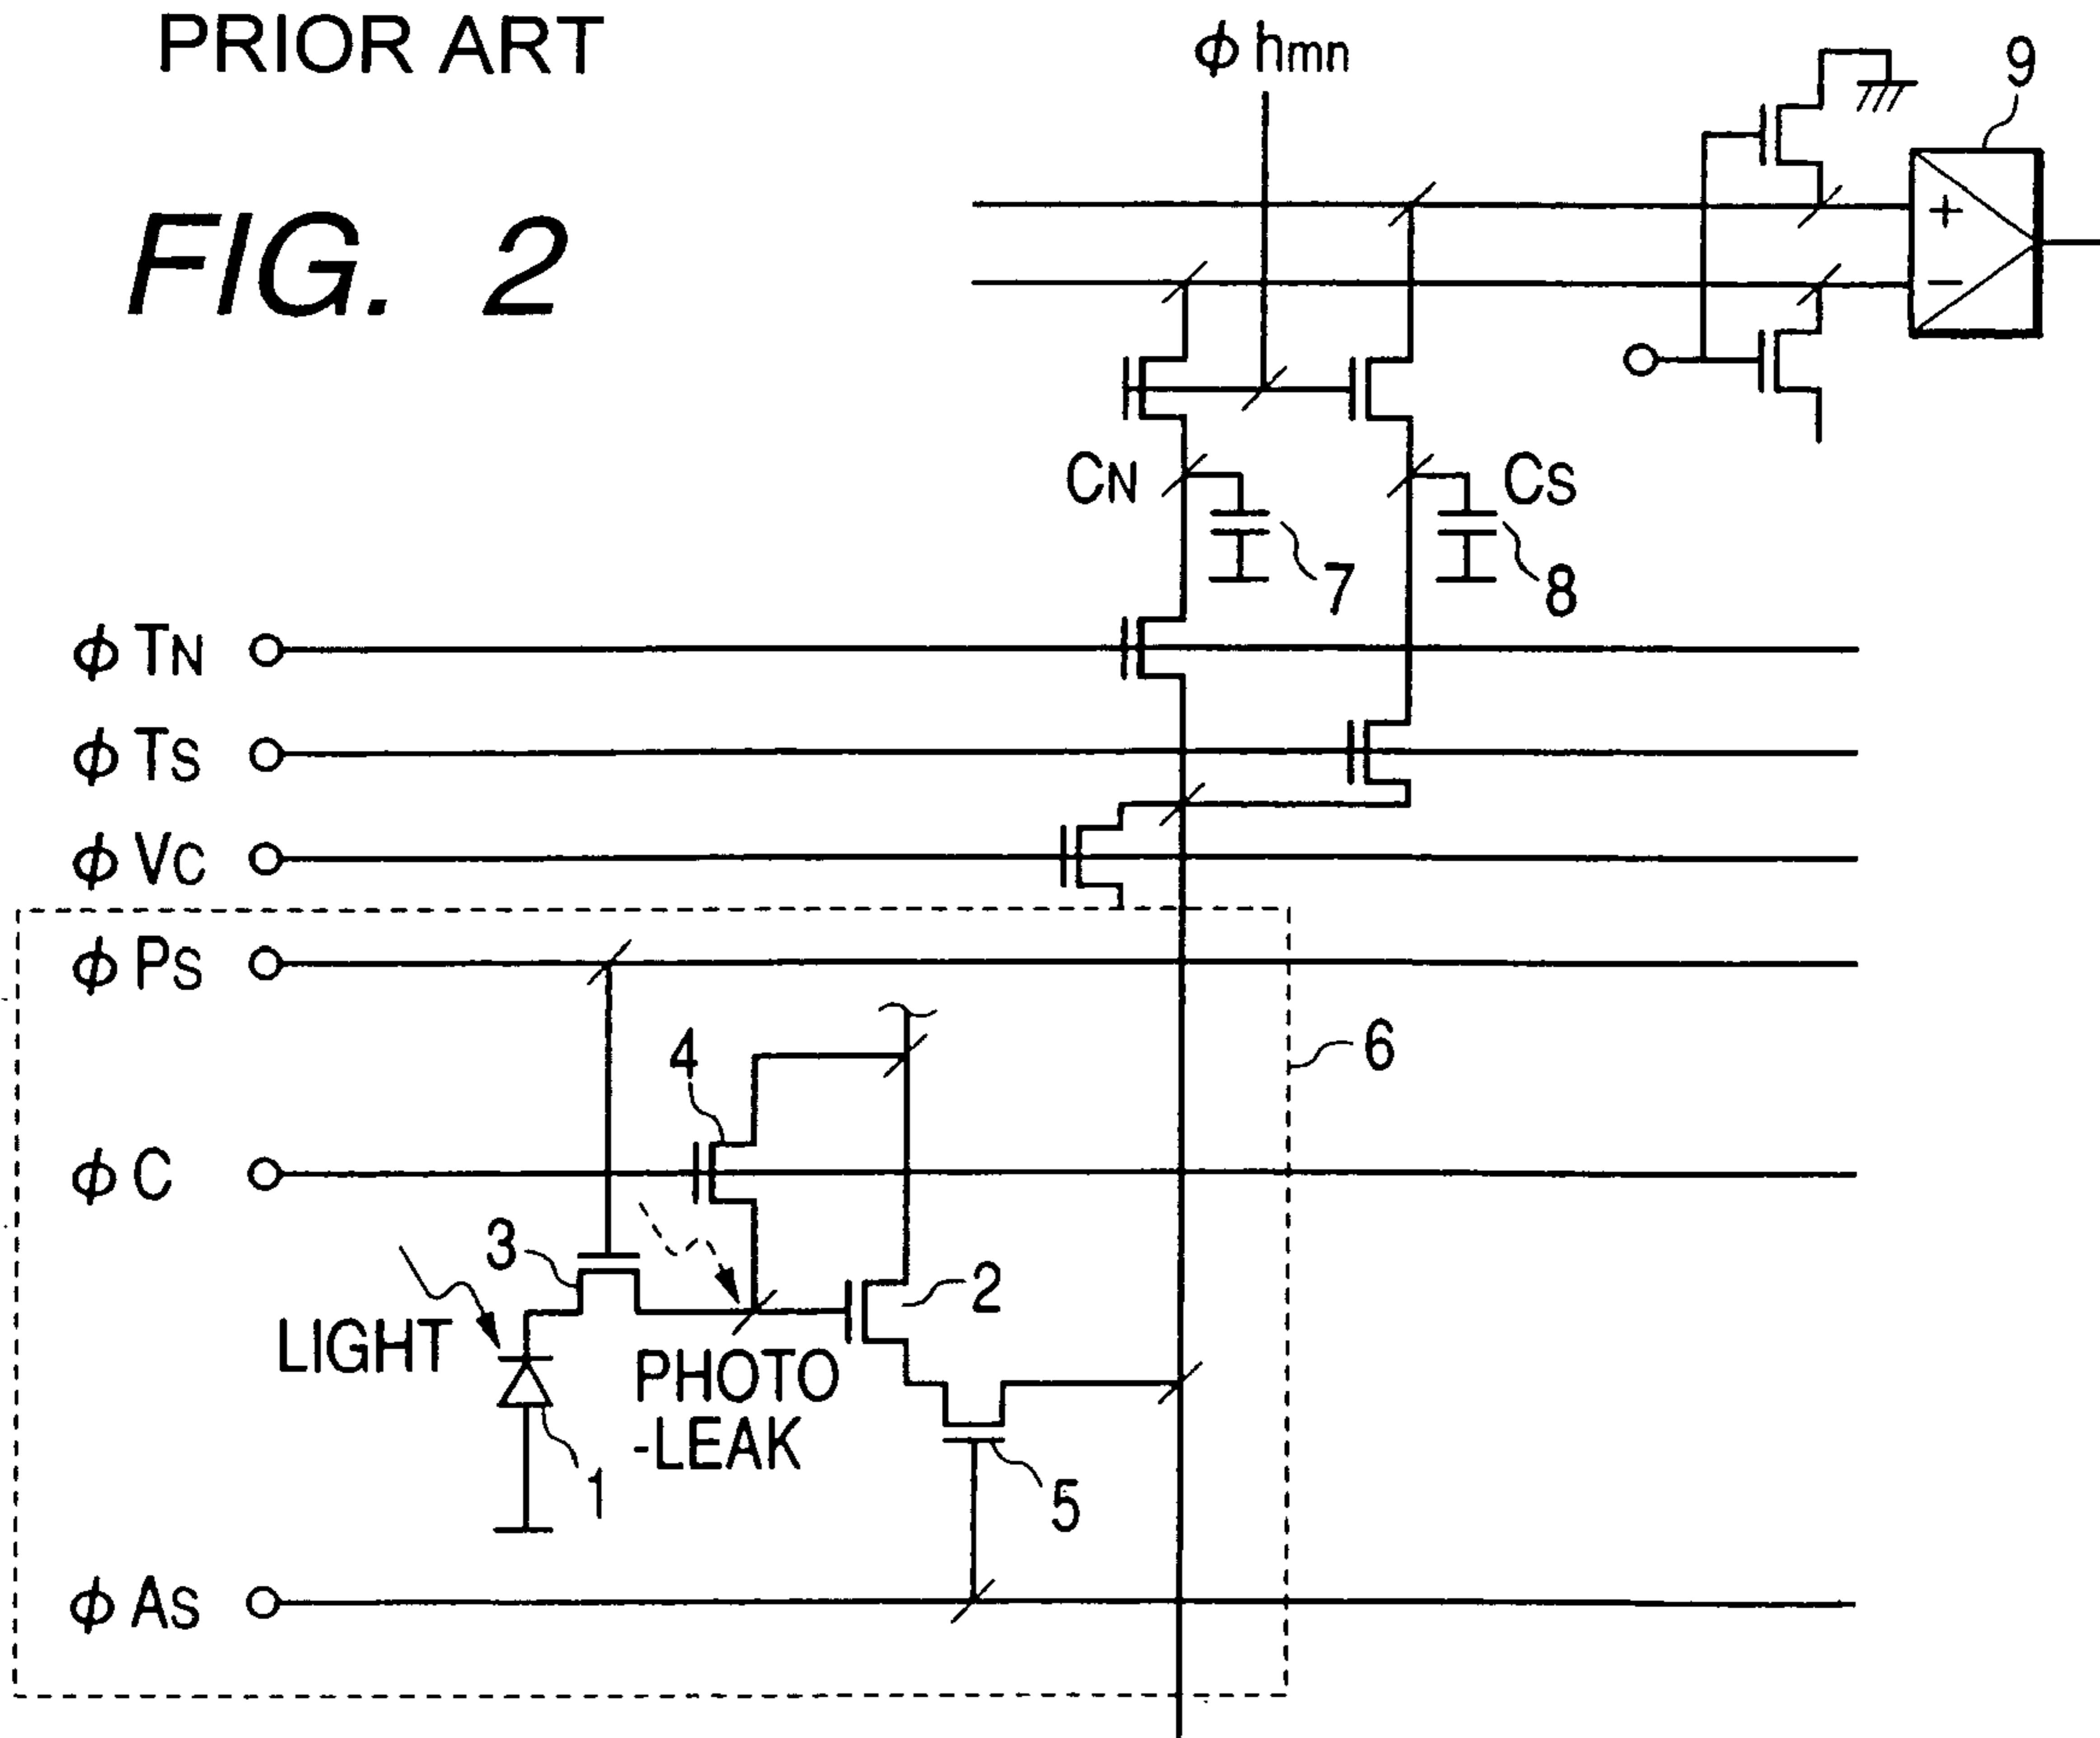 PRIOR ART
FIG. 2
ϕ hmn
9
+
−
CN
CS
7
8
ϕ TN
ϕ TS
ϕ VC
ϕ PS
6
4
ϕ C
3
2
LIGHT
PHOTO
-LEAK
1
5
ϕ AS